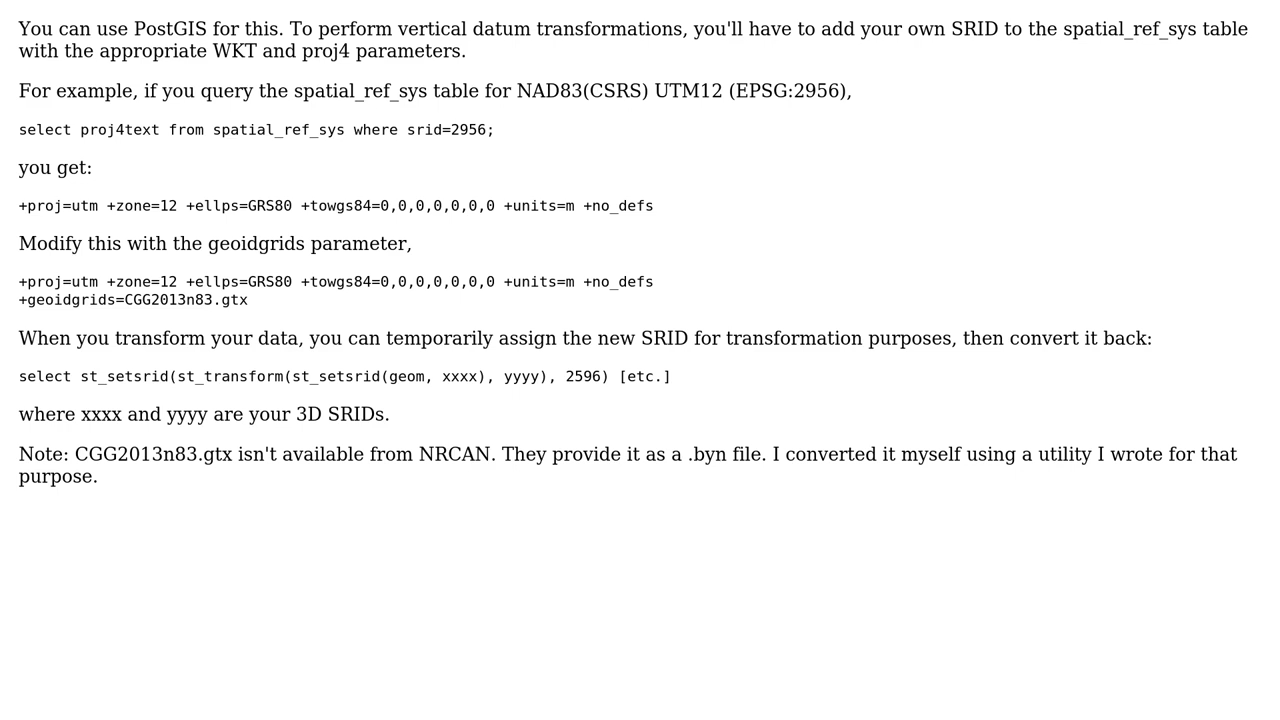 You can use PostGIS for this. To perform vertical datum transformations, you'll have to add your own SRID to the spatial_ref_sys table
with the appropriate WKT and proj4 parameters.
For example, if you query the spatial_ref_sys table for NAD83(CSRS) UTM12 (EPSG:2956),
select proj4text from spatial_ref_sys where srid=2956;
you get:
+proj=utm +zone=12 +ellps=GRS80 +towgs84=0,0,0,0,0,0,0 +units=m +no_defs
Modify this with the geoidgrids parameter,
+proj=utm +zone=12 +ellps=GRS80 +towgs84=0,0,0,0,0,0,0 +units=m +no_defs
+geoidgrids=CGG2013n83.gtx
When you transform your data, you can temporarily assign the new SRID for transformation purposes, then convert it back:
select st_setsrid(st_transform(st_setsrid(geom, xxxx), yyyy), 2596) [etc.]
where xxxx and yyyy are your 3D SRIDs.
Note: CGG2013n83.gtx isn't available from NRCAN. They provide it as a .byn file. I converted it myself using a utility I wrote for that
purpose.